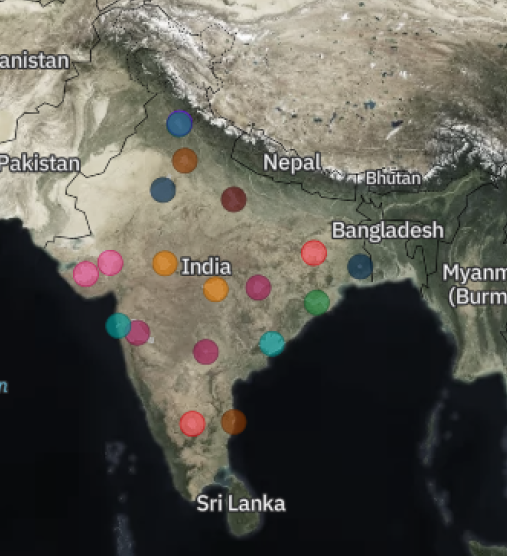 anistan
Pakistan
Nepal
Bhutan
Bangladesh
India
Myanm
(Burm
n
Sri Lanka